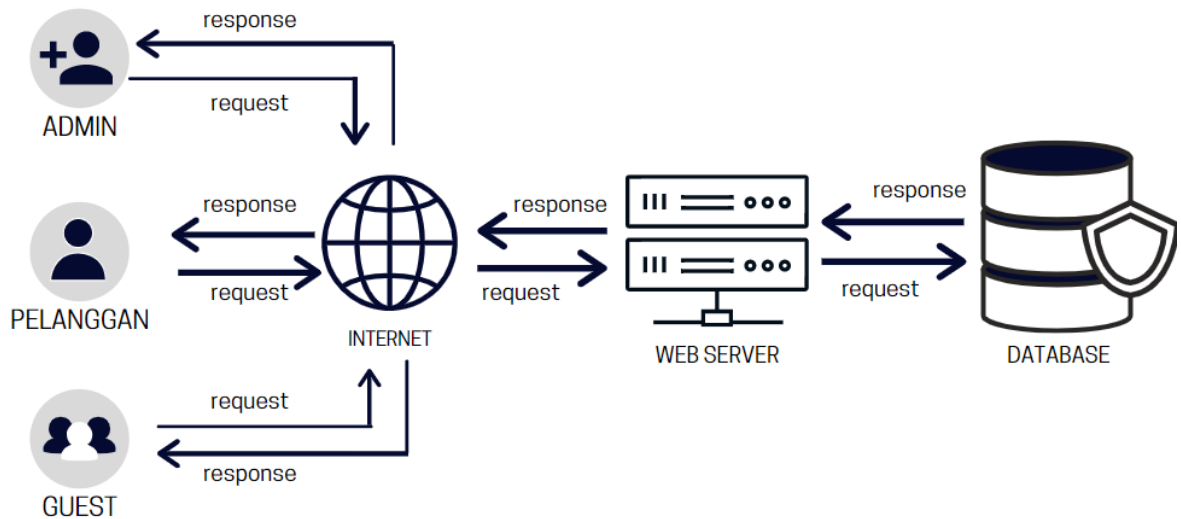 response
request
ADMIN
response
request
PELANGGAN
INTERNET
response
request
WEB SERVER
response
request
DATABASE
request
response
GUEST